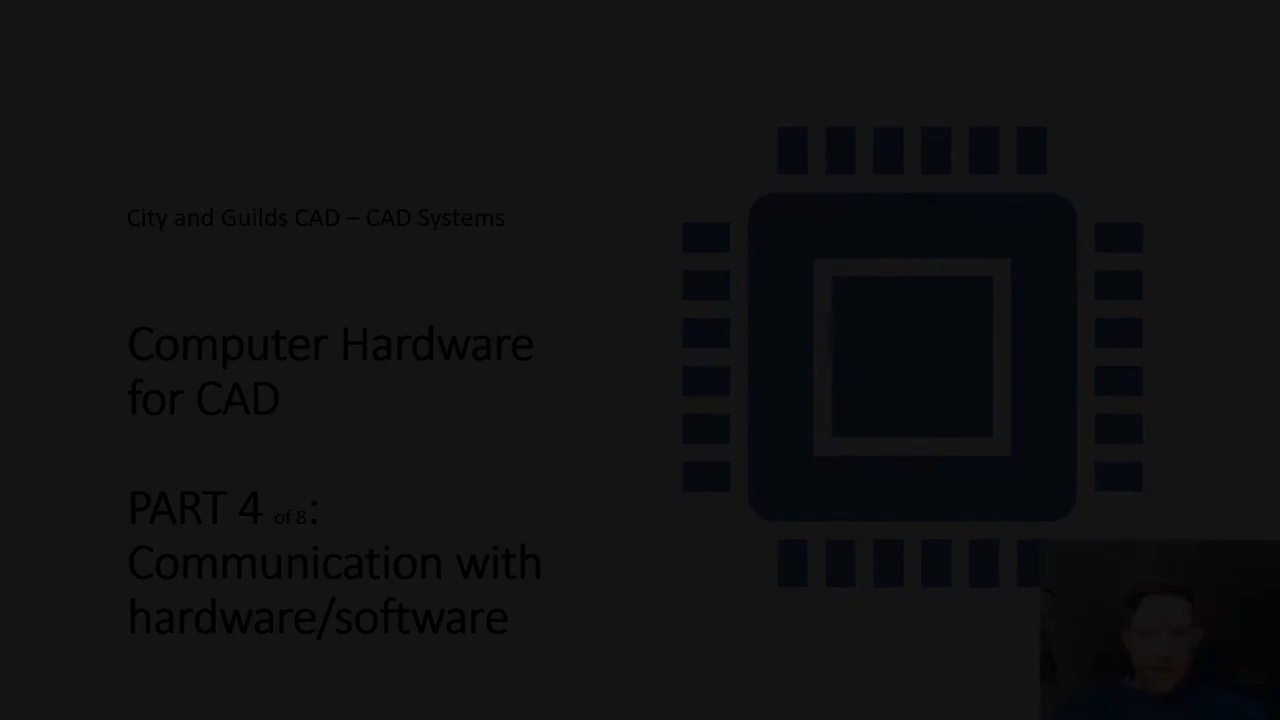 City and Guilds CAD – CAD Systems
Computer Hardware
for CAD
PART 4 of 8:
Communication with
hardware/software